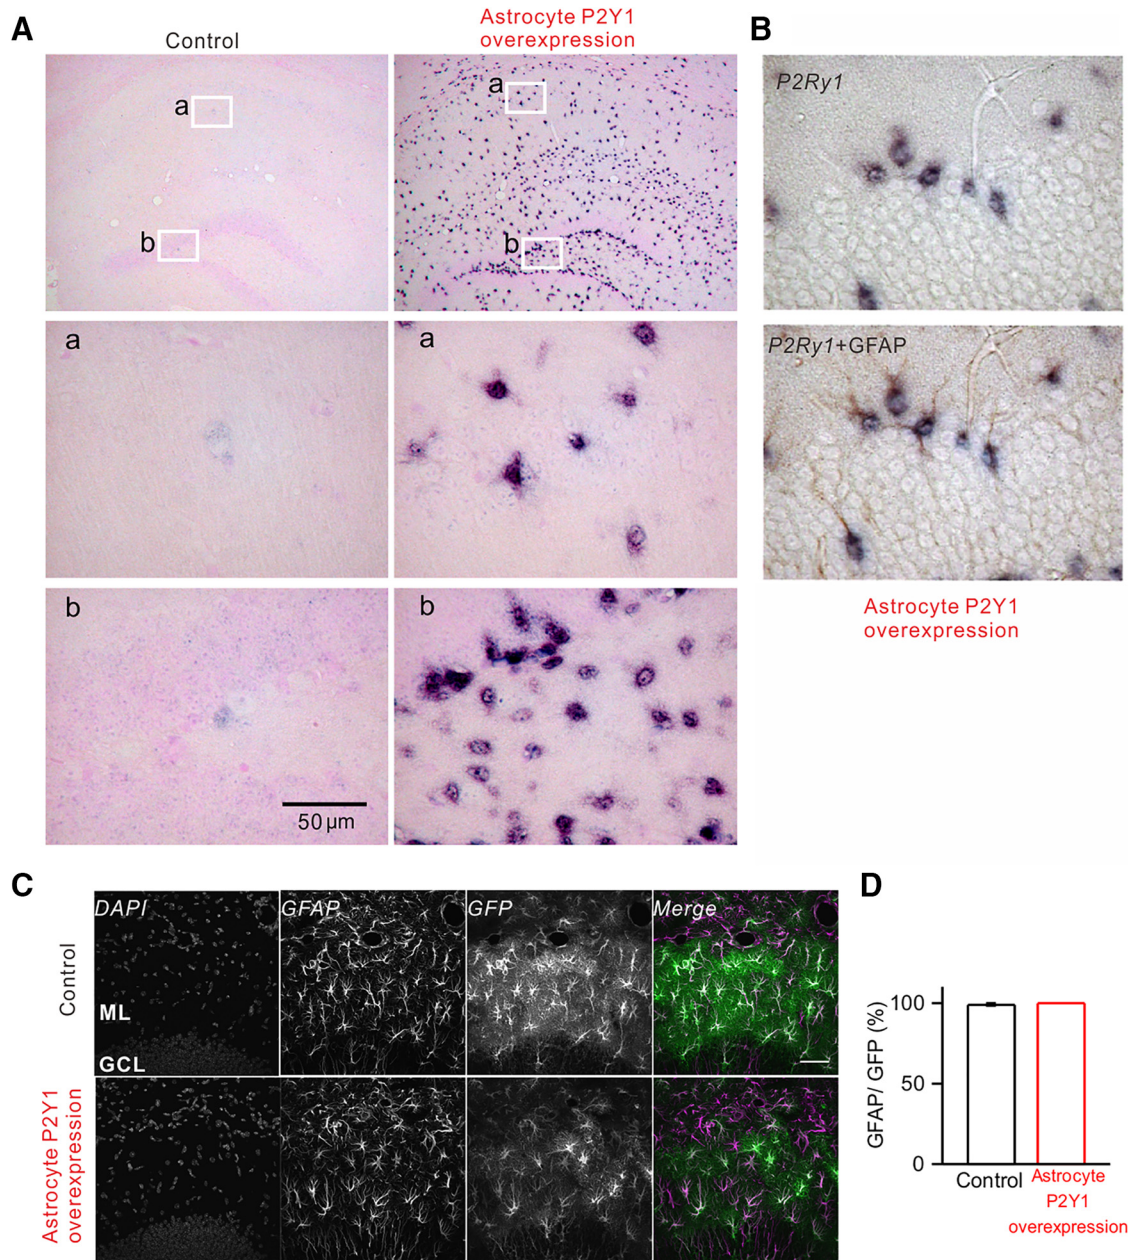 A
Control
Astrocyte P2Y1
overexpression
a
b
a
b
a
a
b
50 µm
b
B
P2Ry1
P2Ry1+GFAP
Astrocyte P2Y1
overexpression
C
Control
DAPI
GFAP
GFP
Merge
ML
GCL
Astrocyte P2Y1
overexpression
D
GFAP/ GFP (%)
100
50
0
Control
Astrocyte
P2Y1
overexpression